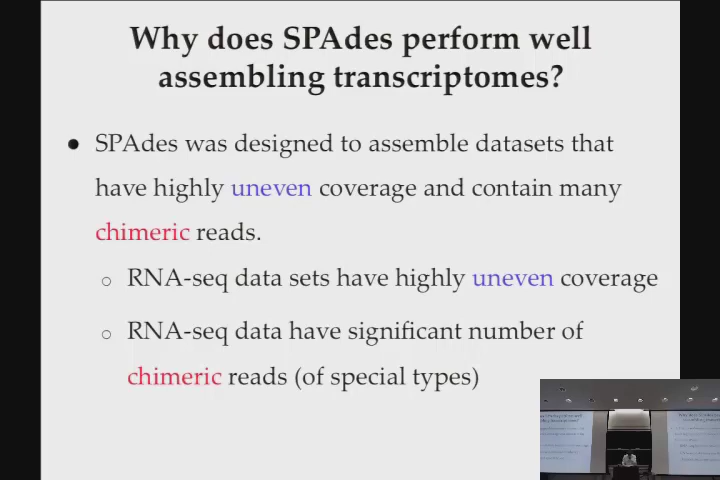 Why does SPAdes perform well
assembling transcriptomes?
● SPAdes was designed to assemble datasets that
have highly uneven coverage and contain many
chimeric reads.
○ RNA-seq data sets have highly uneven coverage
○ RNA-seq data have significant number of
chimeric reads (of special types)